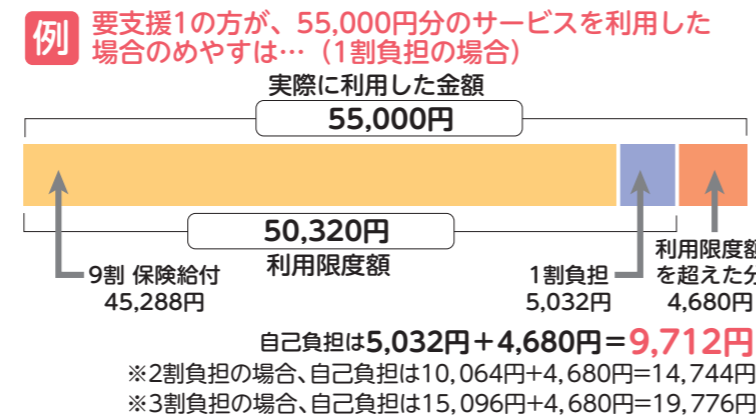 例 要支援1の方が、55,000円分のサービスを利用した
場合のめやすは…（1割負担の場合）
実際に利用した金額
55,000円
50,320円
利用限度額
9割 保険給付
45,288円
1割負担
5,032円
利用限度額
を超えた分
4,680円
自己負担は5,032円＋4,680円＝9,712円
※2割負担の場合、自己負担は10,064円+4,680円=14,744円
※3割負担の場合、自己負担は15,096円+4,680円=19,776円